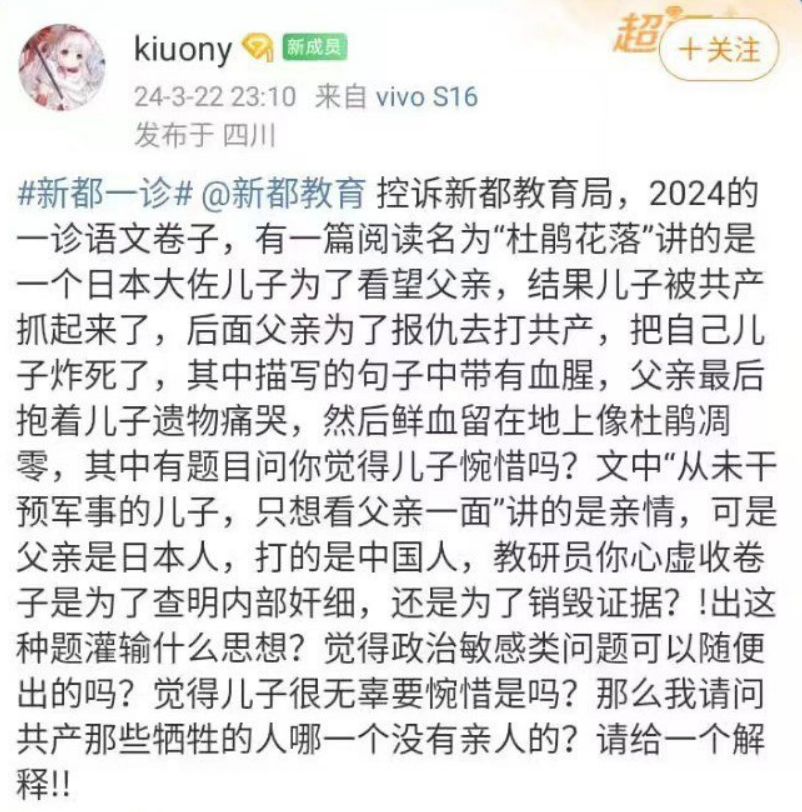 kiuony 新成员
超
+关注
24-3-22 23:10 来自 vivo S16
发布于 四川
#新都一诊# @新都教育 控诉新都教育局，2024的
一诊语文卷子，有一篇阅读名为“杜鹃花落”讲的是
一个日本大佐儿子为了看望父亲，结果儿子被共产
抓起来了，后面父亲为了报仇去打共产，把自己儿
子炸死了，其中描写的句子中带有血腥，父亲最后
抱着儿子遗物痛哭，然后鲜血留在地上像杜鹃凋
零，其中有题目问你觉得儿子惋惜吗？文中“从未干
预军事的儿子，只想看父亲一面”讲的是亲情，可是
父亲是日本人，打的是中国人，教研员你心虚收卷
子是为了查明内部奸细，还是为了销毁证据？!出这
种题灌输什么思想？觉得政治敏感类问题可以随便
出的吗？觉得儿子很无辜要惋惜是吗？那么我请问
共产那些牺牲的人哪一个没有亲人的？请给一个解
释!!